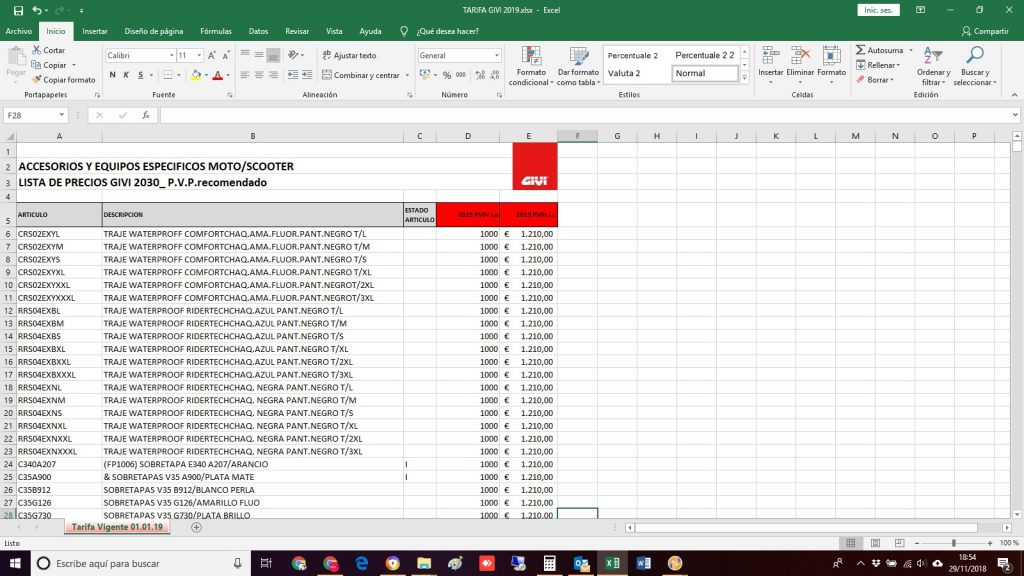 TARIFA GIVI 2019.xlsx - Excel
Inic. ses.
Archivo Inicio Insertar Diseño de página Fórmulas Datos Revisar Vista Ayuda ¿Qué desea hacer? Compartir
Pegar
Cortar
Copiar
Copiar formato
Portapapeles
Calibri 11
N K S
Fuente
Ajustar texto
Combinar y centrar
Alineación
General
% 000
Número
Formato condicional
Dar formato como tabla
Percentuale 2 Percentuale 2 2
Valuta 2 Normal
Estilos
Insertar Eliminar Formato
Celdas
Autosuma
Rellenar
Borrar
Ordenar y filtrar
Buscar y seleccionar
Edición
F28 fx
A B C D E F G H I J K L M N O P
1
2 ACCESORIOS Y EQUIPOS ESPECIFICOS MOTO/SCOOTER
GIVI
3 LISTA DE PRECIOS GIVI 2030_ P.V.P.recomendado
4
5 ARTICULO DESCRIPCION ESTADO ARTICULO 2019 PVPr 2019 PVPr
6 CRS02EXYL TRAJE WATERPROFF COMFORTCHAQ.AMA.FLUOR.PANT.NEGRO T/L 1000 € 1.210,00
7 CRS02EXYM TRAJE WATERPROFF COMFORTCHAQ.AMA.FLUOR.PANT.NEGRO T/M 1000 € 1.210,00
8 CRS02EXYS TRAJE WATERPROFF COMFORTCHAQ.AMA.FLUOR.PANT.NEGRO T/S 1000 € 1.210,00
9 CRS02EXYXL TRAJE WATERPROFF COMFORTCHAQ.AMA.FLUOR.PANT.NEGRO T/XL 1000 € 1.210,00
10 CRS02EXYXXL TRAJE WATERPROFF COMFORTCHAQ.AMA.FLUOR.PANT.NEGROT/2XL 1000 € 1.210,00
11 CRS02EXYXXXL TRAJE WATERPROFF COMFORTCHAQ.AMA.FLUOR.PANT.NEGROT/3XL 1000 € 1.210,00
12 RRS04EXBL TRAJE WATERPROOF RIDERTECHCHAQ.AZUL PANT.NEGRO T/L 1000 € 1.210,00
13 RRS04EXBM TRAJE WATERPROOF RIDERTECHCHAQ.AZUL PANT.NEGRO T/M 1000 € 1.210,00
14 RRS04EXBS TRAJE WATERPROOF RIDERTECHCHAQ.AZUL PANT.NEGRO T/S 1000 € 1.210,00
15 RRS04EXBXL TRAJE WATERPROOF RIDERTECHCHAQ.AZUL PANT.NEGRO T/XL 1000 € 1.210,00
16 RRS04EXBXXL TRAJE WATERPROOF RIDERTECHCHAQ.AZUL PANT.NEGRO T/2XL 1000 € 1.210,00
17 RRS04EXBXXXL TRAJE WATERPROOF RIDERTECHCHAQ.AZUL PANT.NEGRO T/3XL 1000 € 1.210,00
18 RRS04EXNL TRAJE WATERPROOF RIDERTECHCHAQ. NEGRA PANT.NEGRO T/L 1000 € 1.210,00
19 RRS04EXNM TRAJE WATERPROOF RIDERTECHCHAQ. NEGRA PANT.NEGRO T/M 1000 € 1.210,00
20 RRS04EXNS TRAJE WATERPROOF RIDERTECHCHAQ. NEGRA PANT.NEGRO T/S 1000 € 1.210,00
21 RRS04EXNXL TRAJE WATERPROOF RIDERTECHCHAQ. NEGRA PANT.NEGRO T/XL 1000 € 1.210,00
22 RRS04EXNXXL TRAJE WATERPROOF RIDERTECHCHAQ. NEGRA PANT.NEGRO T/2XL 1000 € 1.210,00
23 RRS04EXNXXXL TRAJE WATERPROOF RIDERTECHCHAQ. NEGRA PANT.NEGRO T/3XL 1000 € 1.210,00
24 C340A207 (FP1006) SOBRETAPA E340 A207/ARANCIO I 1000 € 1.210,00
25 C35A900 & SOBRETAPAS V35 A900/PLATA MATE I 1000 € 1.210,00
26 C35B912 SOBRETAPAS V35 B912/BLANCO PERLA 1000 € 1.210,00
27 C35G126 SOBRETAPAS V35 G126/AMARILLO FLUO 1000 € 1.210,00
28 C35G730 SOBRETAPAS V35 G730/PLATA BRILLO 1000 € 1.210,00
Tarifa Vigente 01.01.19
Listo 100 %
Escribe aquí para buscar
18:54
29/11/2018
2